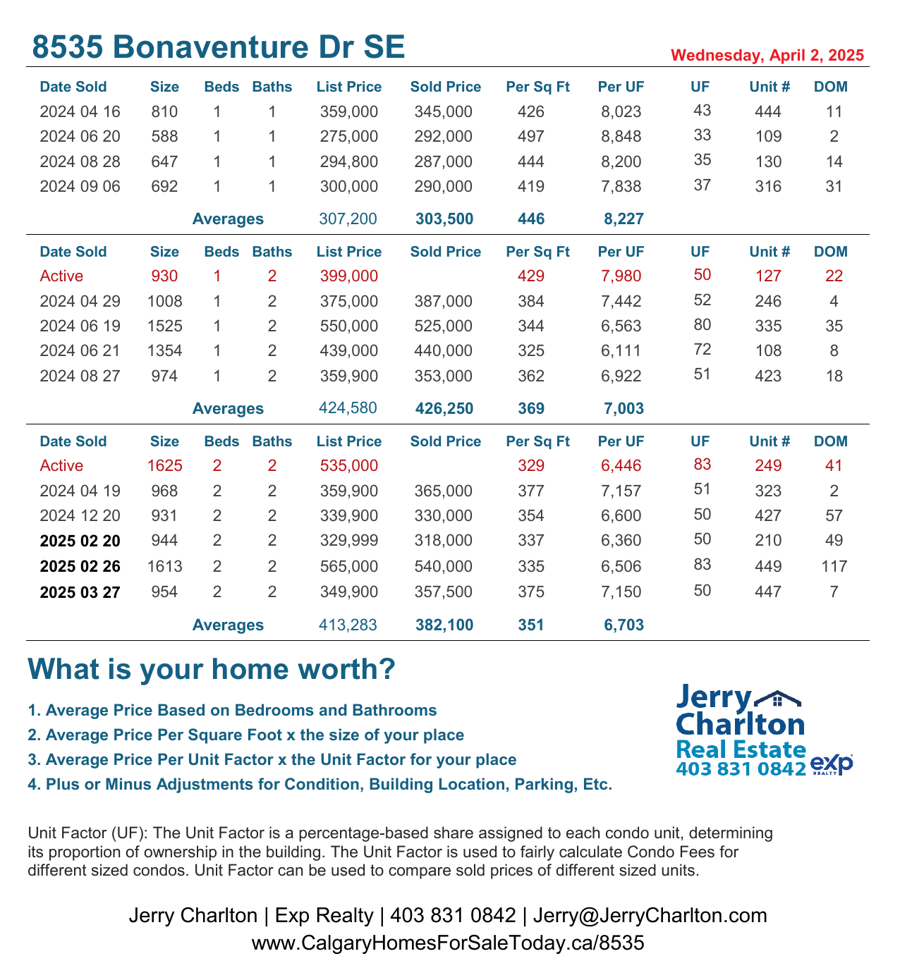 8535 Bonaventure Dr SE
Wednesday, April 2, 2025
Date Sold Size Beds Baths List Price Sold Price Per Sq Ft Per UF UF Unit # DOM
2024 04 16 810 1 1 359,000 345,000 426 8,023 43 444 11
2024 06 20 588 1 1 275,000 292,000 497 8,848 33 109 2
2024 08 28 647 1 1 294,800 287,000 444 8,200 35 130 14
2024 09 06 692 1 1 300,000 290,000 419 7,838 37 316 31
Averages 307,200 303,500 446 8,227
Date Sold Size Beds Baths List Price Sold Price Per Sq Ft Per UF UF Unit # DOM
Active 930 1 2 399,000 429 7,980 50 127 22
2024 04 29 1008 1 2 375,000 387,000 384 7,442 52 246 4
2024 06 19 1525 1 2 550,000 525,000 344 6,563 80 335 35
2024 06 21 1354 1 2 439,000 440,000 325 6,111 72 108 8
2024 08 27 974 1 2 359,900 353,000 362 6,922 51 423 18
Averages 424,580 426,250 369 7,003
Date Sold Size Beds Baths List Price Sold Price Per Sq Ft Per UF UF Unit # DOM
Active 1625 2 2 535,000 329 6,446 83 249 41
2024 04 19 968 2 2 359,900 365,000 377 7,157 51 323 2
2024 12 20 931 2 2 339,900 330,000 354 6,600 50 427 57
2025 02 20 944 2 2 329,999 318,000 337 6,360 50 210 49
2025 02 26 1613 2 2 565,000 540,000 335 6,506 83 449 117
2025 03 27 954 2 2 349,900 357,500 375 7,150 50 447 7
Averages 413,283 382,100 351 6,703
What is your home worth?
1. Average Price Based on Bedrooms and Bathrooms
2. Average Price Per Square Foot x the size of your place
3. Average Price Per Unit Factor x the Unit Factor for your place
4. Plus or Minus Adjustments for Condition, Building Location, Parking, Etc.
Jerry
Charlton
Real Estate
403 831 0842 exp
REALTY
Unit Factor (UF): The Unit Factor is a percentage-based share assigned to each condo unit, determining
its proportion of ownership in the building. The Unit Factor is used to fairly calculate Condo Fees for
different sized condos. Unit Factor can be used to compare sold prices of different sized units.
Jerry Charlton | Exp Realty | 403 831 0842 | Jerry@JerryCharlton.com
www.CalgaryHomesForSaleToday.ca/8535